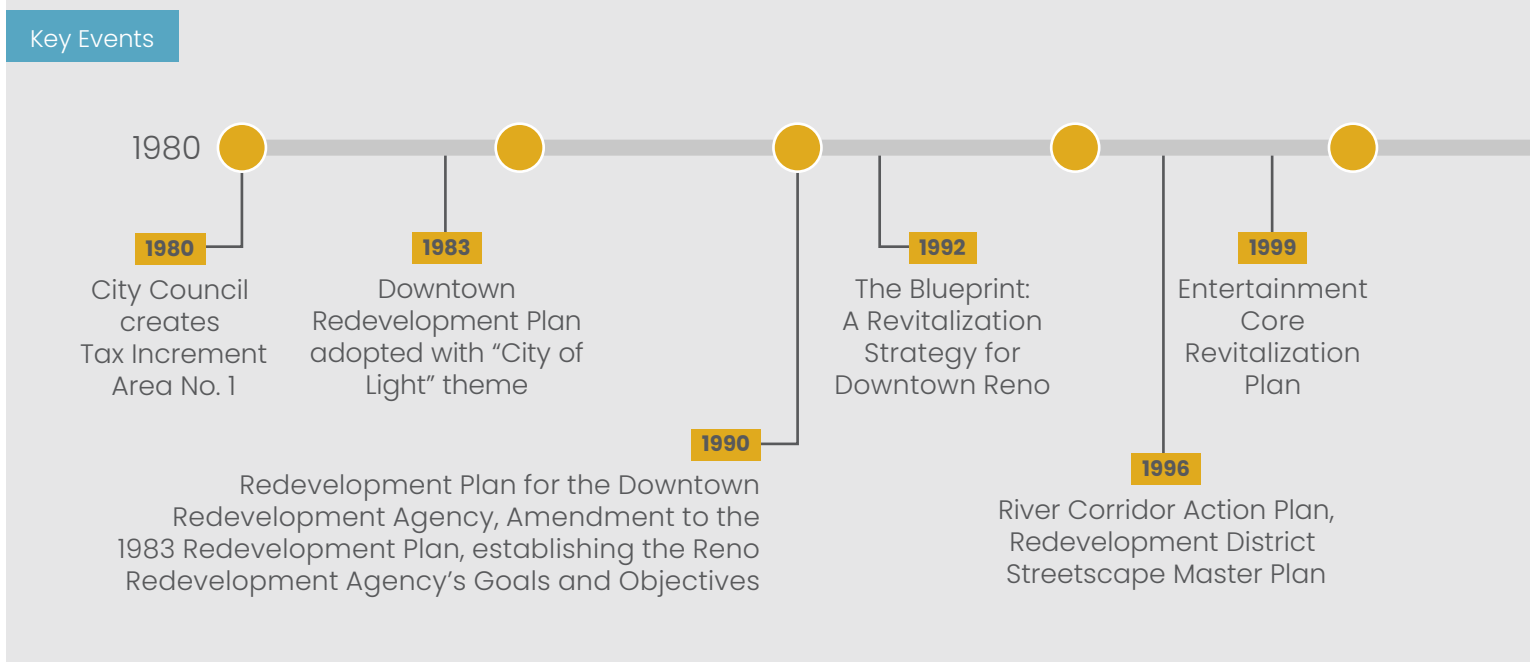 Key Events
1980
1980
City Council
creates
Tax Increment
Area No. 1
1983
Downtown
Redevelopment Plan
adopted with “City of
Light” theme
1990
Redevelopment Plan for the Downtown
Redevelopment Agency, Amendment to the
1983 Redevelopment Plan, establishing the Reno
Redevelopment Agency’s Goals and Objectives
1992
The Blueprint:
A Revitalization
Strategy for
Downtown Reno
1996
River Corridor Action Plan,
Redevelopment District
Streetscape Master Plan
1999
Entertainment
Core
Revitalization
Plan